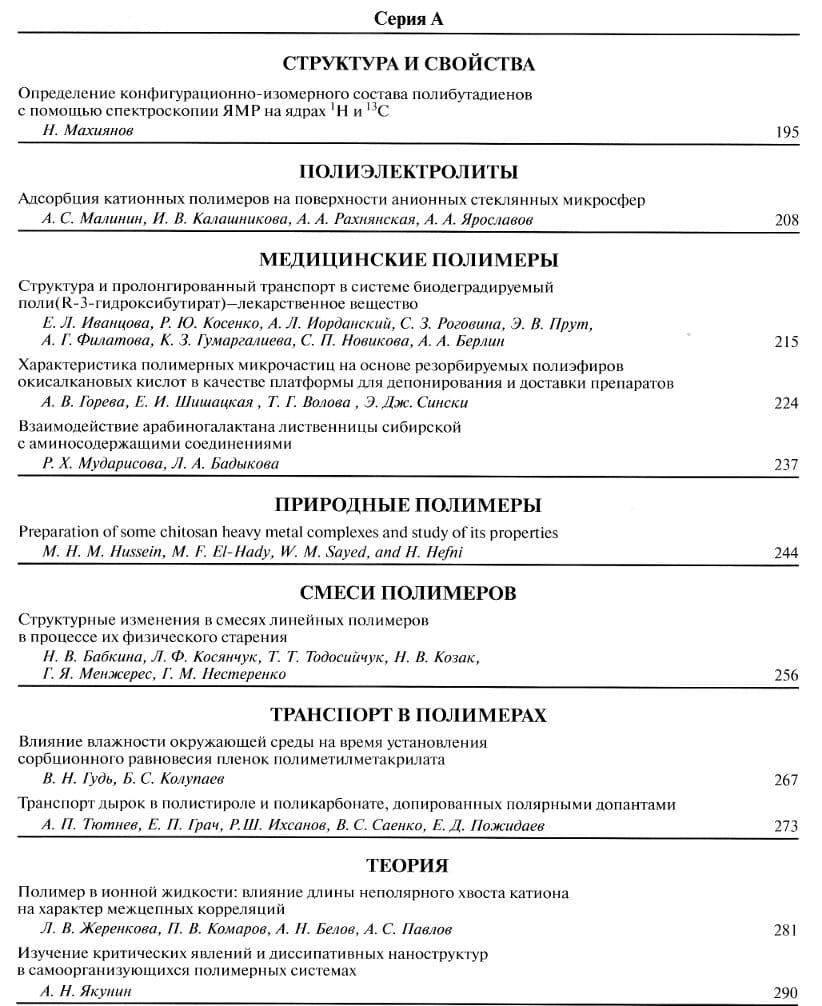 Серия А
СТРУКТУРА И СВОЙСТВА
Определение конфигурационно-изомерного состава полибутадиенов
с помощью спектроскопии ЯМР на ядрах ¹H и ¹³C
Н. Махиянов 195
ПОЛИЭЛЕКТРОЛИТЫ
Адсорбция катионных полимеров на поверхности анионных стеклянных микросфер
А. С. Малинин, И. В. Калашникова, А. А. Рахнянская, А. А. Ярославов 208
МЕДИЦИНСКИЕ ПОЛИМЕРЫ
Структура и пролонгированный транспорт в системе биодеградируемый
поли(R-3-гидроксибутират)–лекарственное вещество
Е. Л. Иванцова, Р. Ю. Косенко, А. Л. Иорданский, С. З. Роговина, Э. В. Прут,
А. Г. Филатова, К. З. Гумаргалиева, С. П. Новикова, А. А. Берлин 215
Характеристика полимерных микрочастиц на основе резорбируемых полиэфиров
окисалкановых кислот в качестве платформы для депонирования и доставки препаратов
А. В. Горева, Е. И. Шишацкая , Т. Г. Волова , Э. Дж. Сински 224
Взаимодействие арабиногалактана лиственницы сибирской
с аминосодержащими соединениями
Р. Х. Мударисова, Л. А. Бадыкова 237
ПРИРОДНЫЕ ПОЛИМЕРЫ
Preparation of some chitosan heavy metal complexes and study of its properties
M. H. M. Hussein, M. F. El-Hady, W. M. Sayed, and H. Hefni 244
СМЕСИ ПОЛИМЕРОВ
Структурные изменения в смесях линейных полимеров
в процессе их физического старения
Н. В. Бабкина, Л. Ф. Косянчук, Т. Т. Тодосийчук, Н. В. Козак,
Г. Я. Менжерес, Г. М. Нестеренко 256
ТРАНСПОРТ В ПОЛИМЕРАХ
Влияние влажности окружающей среды на время установления
сорбционного равновесия пленок полиметилметакрилата
В. Н. Гудь, Б. С. Колупаев 267
Транспорт дырок в полистироле и поликарбонате, допированных полярными допантами
А. П. Тютнев, Е. П. Грач, Р.Ш. Ихсанов, В. С. Саенко, Е. Д. Пожидаев 273
ТЕОРИЯ
Полимер в ионной жидкости: влияние длины неполярного хвоста катиона
на характер межцепных корреляций
Л. В. Жеренкова, П. В. Комаров, А. Н. Белов, А. С. Павлов 281
Изучение критических явлений и диссипативных наноструктур
в самоорганизующихся полимерных системах
А. Н. Якунин 290